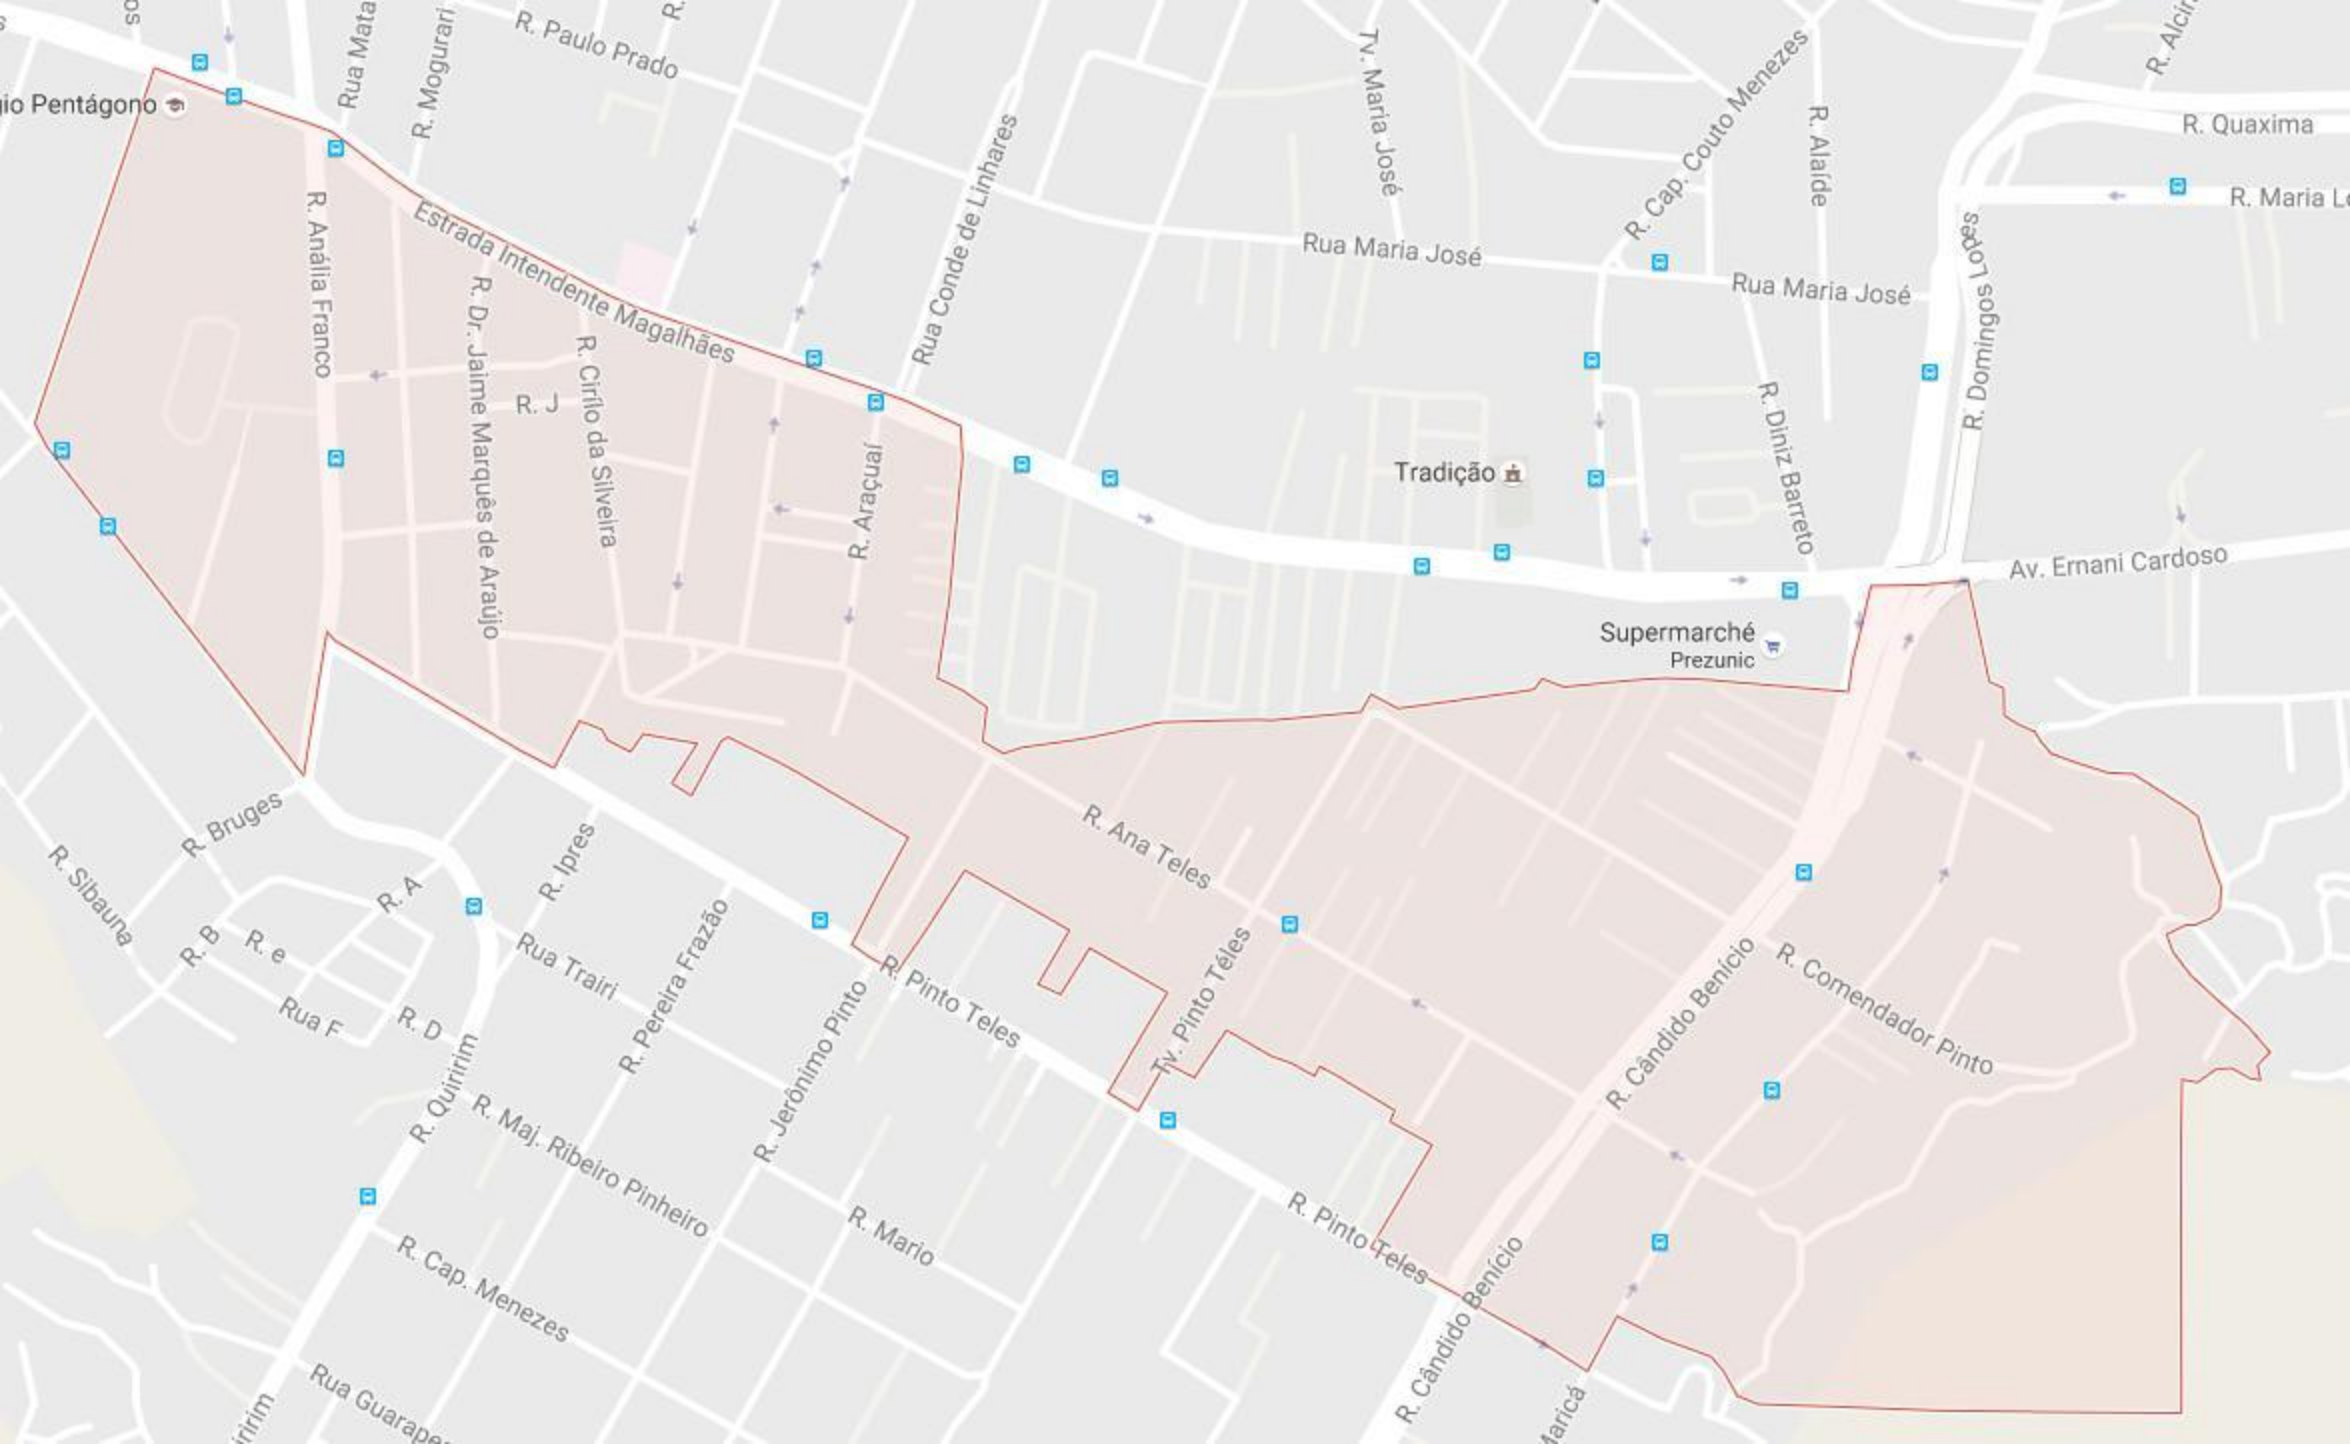 R. Paulo Prado
Rua Mata
R. Mogurari
R.
Tv. Maria José
R. Cap. Couto Menezes
R. Alaíde
R. Quaxima
gio Pentágono
R. Maria Lo
Estrada Intendente Magalhães
Rua Conde de Linhares
Rua Maria José
Rua Maria José
R. Domingos Lopes
R. Anália Franco
R. Dr. Jaime Marquês de Araújo
R. J
R. Cirílo da Silveira
R. Araçuaí
R. Diniz Barreto
Tradição
Av. Ernani Cardoso
Supermarché
Prezunic
R. Bruges
R. Sibauna
R. Ana Teles
R. Ipres
R. A
R. B
R. e
Rua F
R. D
Rua Trairi
R. Pereira Frazão
R. Pinto Teles
Tv. Pinto Téles
R. Jerônimo Pinto
R. Cândido Benício
R. Comendador Pinto
R. Quiririm
R. Maj. Ribeiro Pinheiro
R. Mario
R. Pinto Teles
R. Cap. Menezes
R. Cândido Benício
Rua Guarape
ririm
Maricá